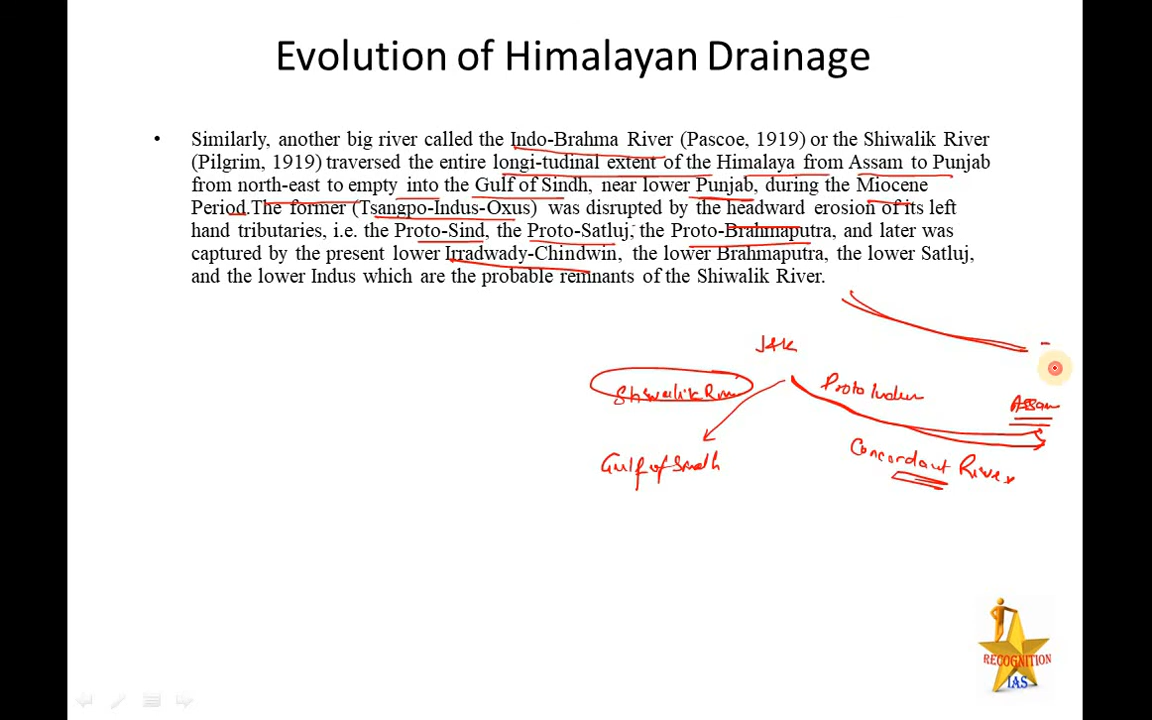 Evolution of Himalayan Drainage
• Similarly, another big river called the Indo-Brahma River (Pascoe, 1919) or the Shiwalik River
(Pilgrim, 1919) traversed the entire longi-tudinal extent of the Himalaya from Assam to Punjab
from north-east to empty into the Gulf of Sindh, near lower Punjab, during the Miocene
Period.The former (Tsangpo-Indus-Oxus) was disrupted by the headward erosion of its left
hand tributaries, i.e. the Proto-Sind, the Proto-Satluj, the Proto-Brahmaputra, and later was
captured by the present lower Irradwady-Chindwin, the lower Brahmaputra, the lower Satluj,
and the lower Indus which are the probable remnants of the Shiwalik River.
J&K
Shiwalik
Proto Indus
Assam
Gulf of Sindh
Concordant River
RECOGNITION
IAS